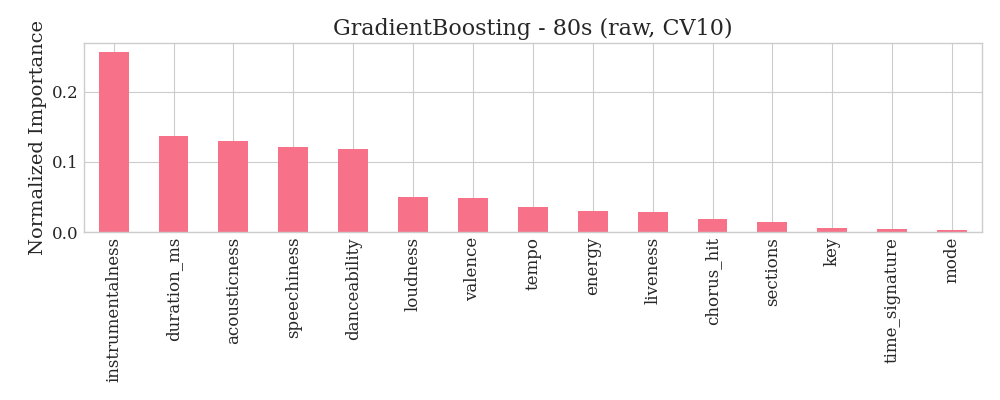 GradientBoosting - 80s (raw, CV10)
Normalized Importance
0.2
0.1
0.0
instrumentalness
duration_ms
acousticness
speechiness
danceability
loudness
valence
tempo
energy
liveness
chorus_hit
sections
key
time_signature
mode